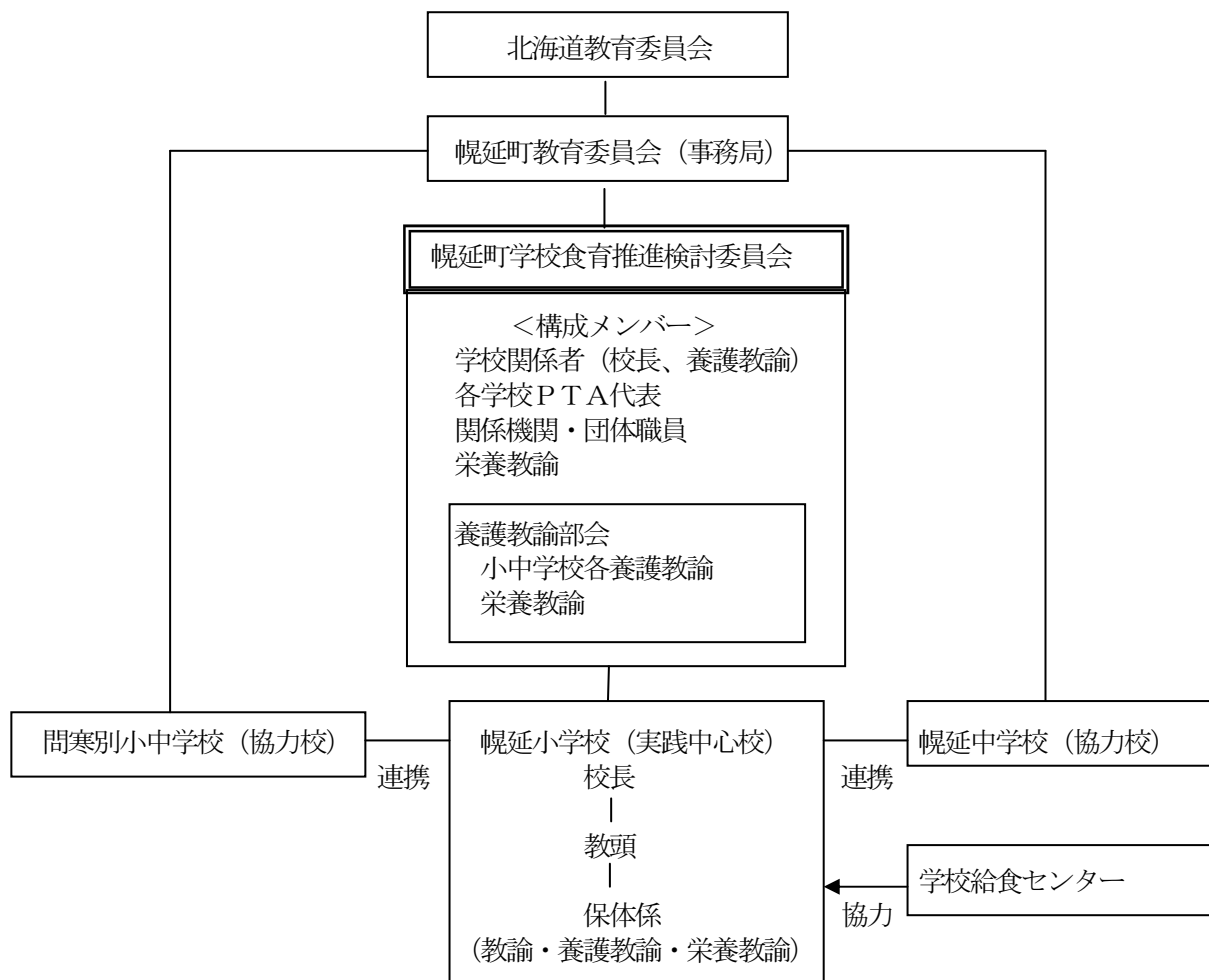 北海道教育委員会
幌延町教育委員会（事務局）
幌延町学校食育推進検討委員会
＜構成メンバー＞
学校関係者（校長、養護教諭）
各学校ＰＴＡ代表
関係機関・団体職員
栄養教諭
養護教諭部会
小中学校各養護教諭
栄養教諭
問寒別小中学校（協力校）
連携
幌延小学校（実践中心校）
校長
教頭
保体係
（教諭・養護教諭・栄養教諭）
連携
幌延中学校（協力校）
学校給食センター
協力